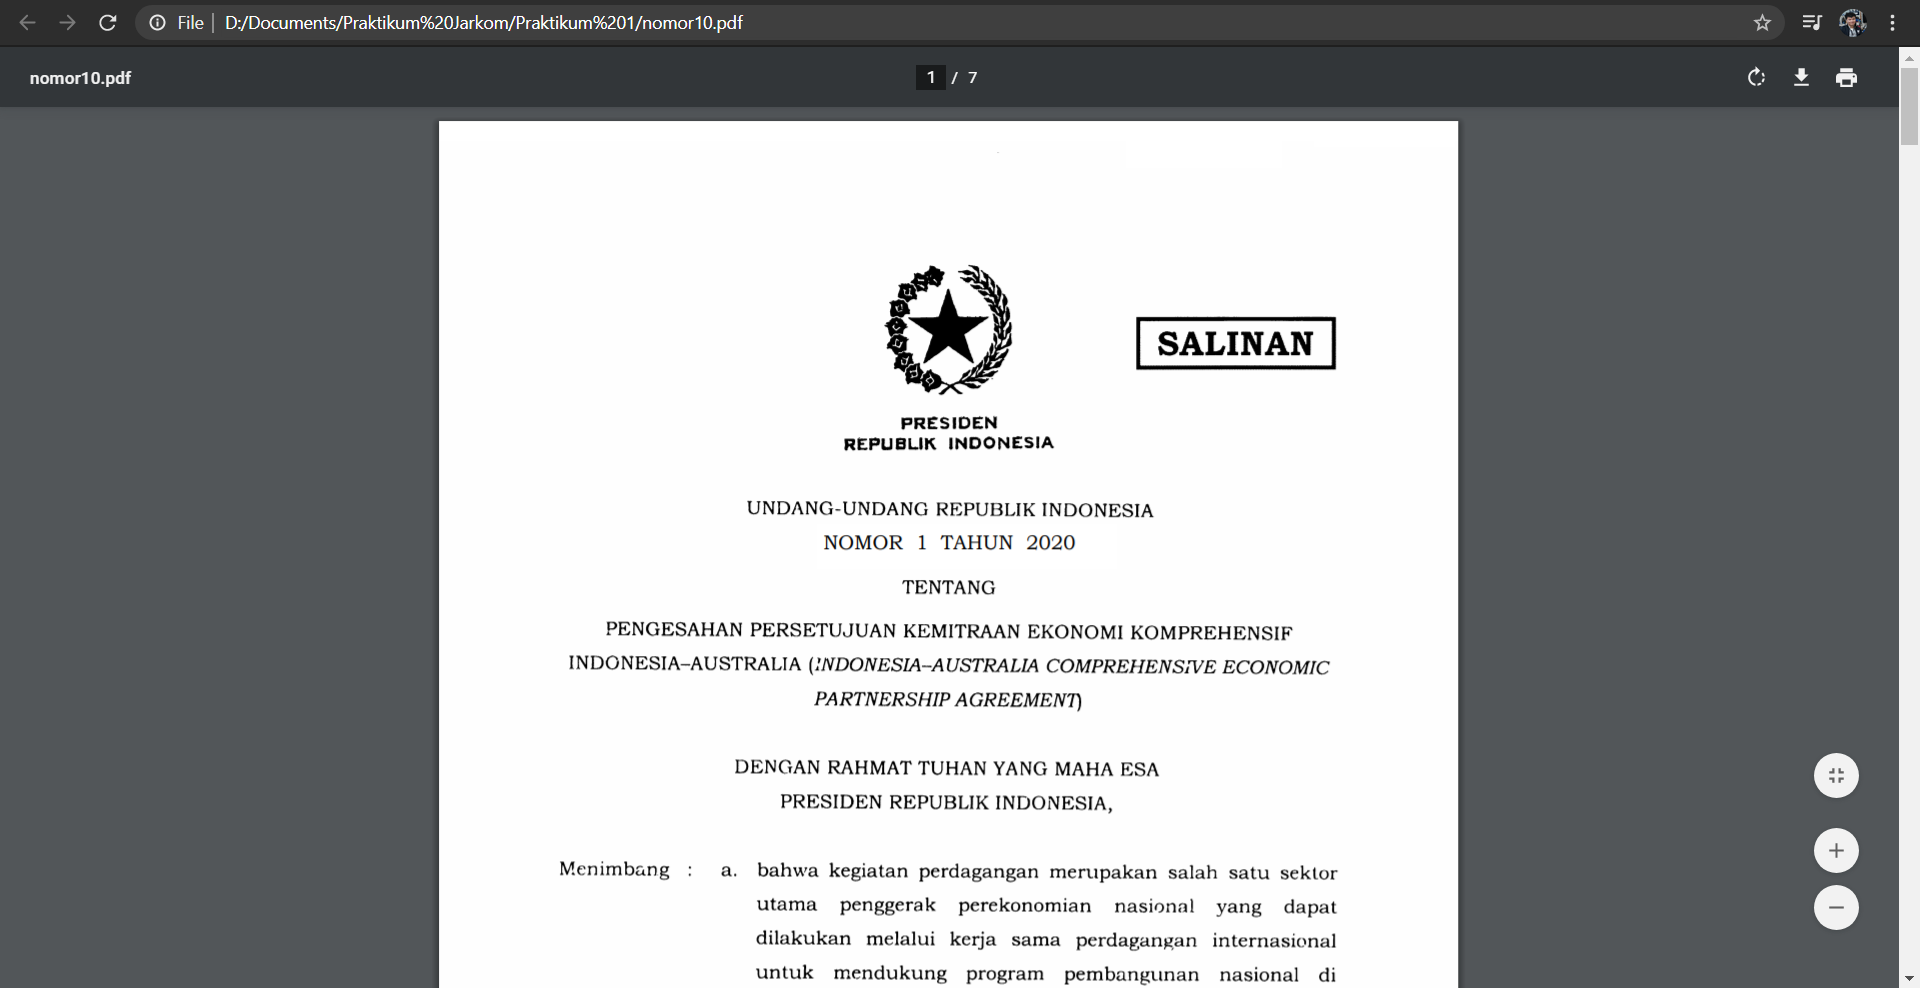 File D:/Documents/Praktikum%20Jarkom/Praktikum%201/nomor10.pdf
nomor10.pdf
1 / 7
SALINAN
PRESIDEN
REPUBLIK INDONESIA
UNDANG-UNDANG REPUBLIK INDONESIA
NOMOR 1 TAHUN 2020
TENTANG
PENGESAHAN PERSETUJUAN KEMITRAAN EKONOMI KOMPREHENSIF
INDONESIA–AUSTRALIA (INDONESIA–AUSTRALIA COMPREHENSIVE ECONOMIC
PARTNERSHIP AGREEMENT)
DENGAN RAHMAT TUHAN YANG MAHA ESA
PRESIDEN REPUBLIK INDONESIA,
Menimbang : a. bahwa kegiatan perdagangan merupakan salah satu sektor
utama penggerak perekonomian nasional yang dapat
dilakukan melalui kerja sama perdagangan internasional
untuk mendukung program pembangunan nasional di